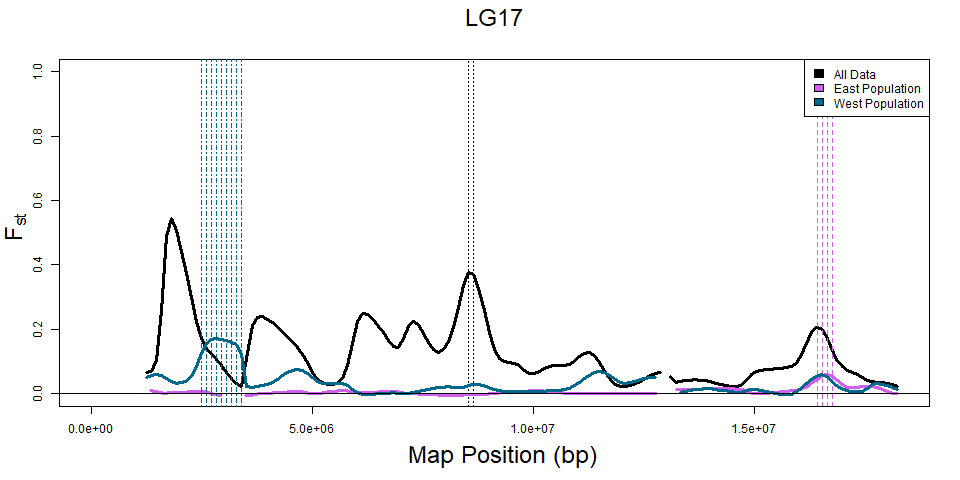 LG17
All Data
East Population
West Population
1.0
0.8
0.6
0.4
0.2
0.0
Fst
0.0e+00 5.0e+06 1.0e+07 1.5e+07
Map Position (bp)